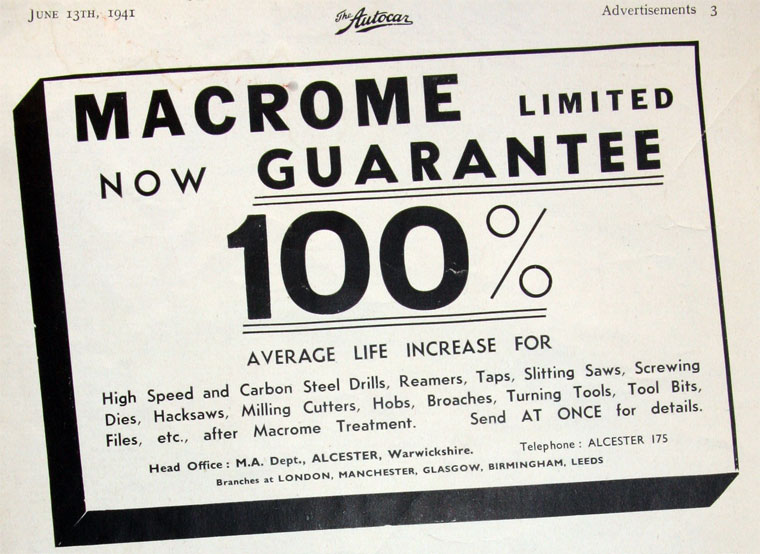 JUNE 13TH, 1941 The Autocar Advertisements 3
MACROME LIMITED
NOW GUARANTEE
100%
AVERAGE LIFE INCREASE FOR
High Speed and Carbon Steel Drills, Reamers, Taps, Slitting Saws, Screwing
Dies, Hacksaws, Milling Cutters, Hobs, Broaches, Turning Tools, Tool Bits,
Files, etc., after Macrome Treatment. Send AT ONCE for details.
Head Office : M.A. Dept., ALCESTER, Warwickshire. Telephone : ALCESTER 175
Branches at LONDON, MANCHESTER, GLASGOW, BIRMINGHAM, LEEDS